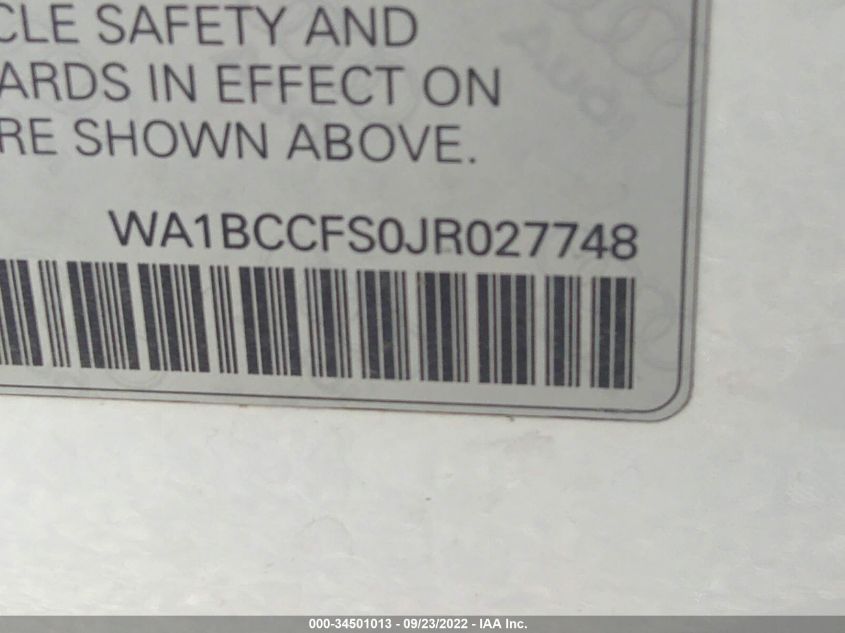 CLE SAFETY AND
ARDS IN EFFECT ON
RE SHOWN ABOVE.
WA1BCCFS0JR027748
000-34501013 - 09/23/2022 - IAA Inc.